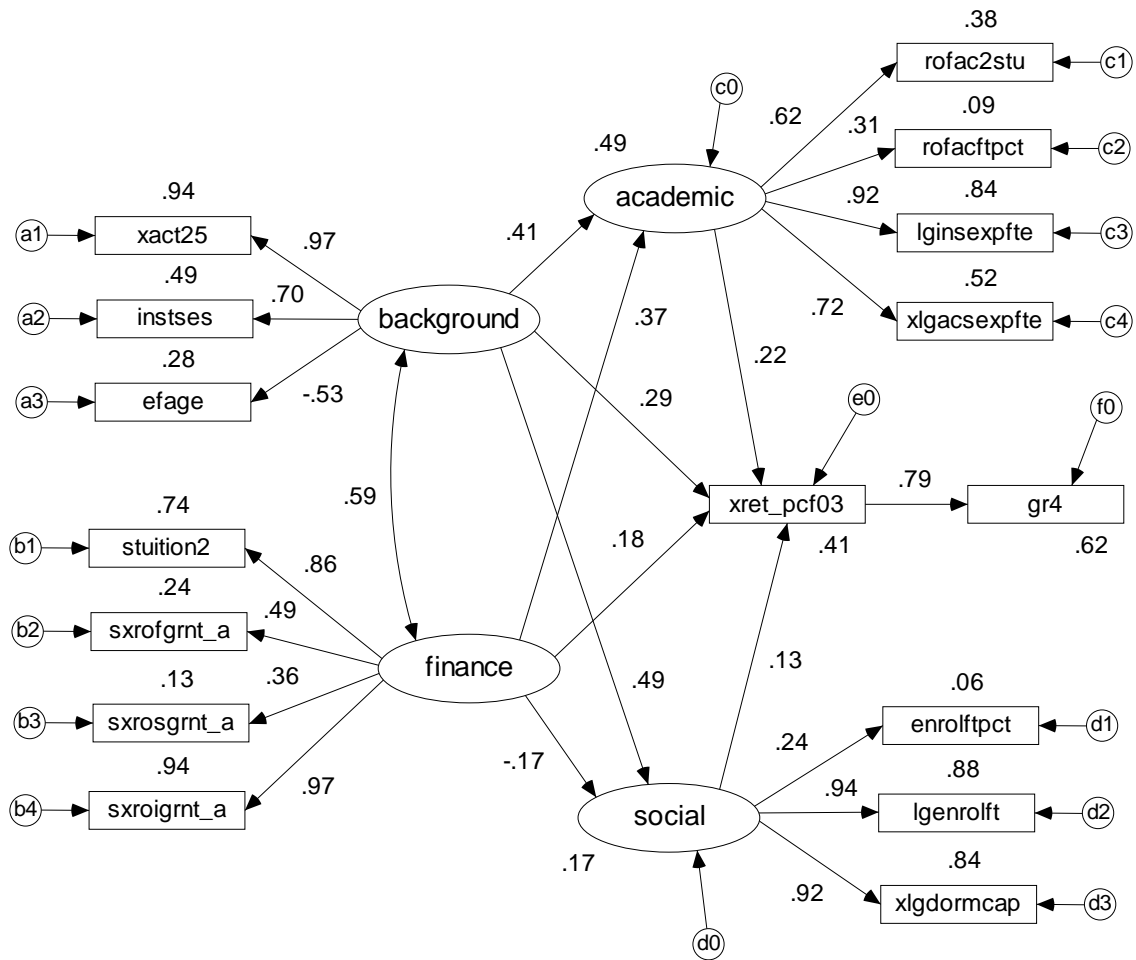 .38
rofac2stu
c1
c0
.62
.09
.31
rofacftpct
c2
.49
academic
.84
.92
lginsexpfte
c3
.94
a1
xact25
.97
.41
.52
.72
xlgacsexpfte
c4
.49
.70
a2
instses
background
.37
.22
.28
a3
efage
-.53
.29
e0
f0
.59
.79
xret_pcf03
gr4
.41
.62
.74
b1
stuition2
.86
.18
.24
.49
b2
sxrofgrnt_a
finance
.13
.36
b3
sxrosgrnt_a
.49
.13
.06
enrolftpct
d1
.24
.94
b4
sxroigrnt_a
.97
-.17
.88
.94
lgenrolft
d2
social
.17
.84
.92
xlgdormcap
d3
d0